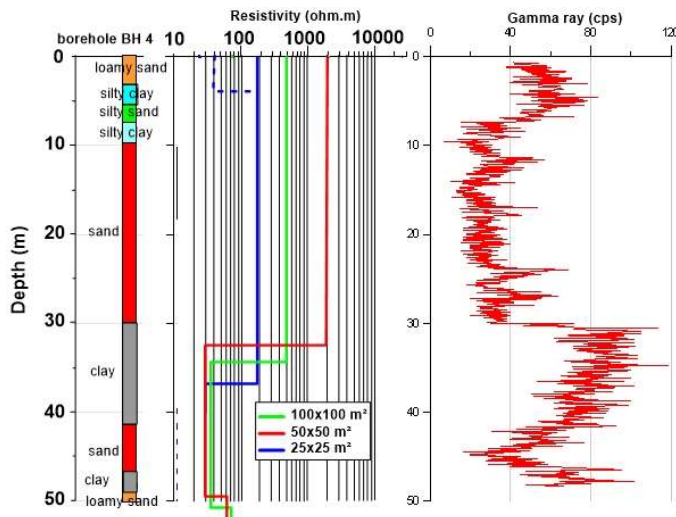 Resistivity (ohm.m)
Gamma ray (cps)
borehole BH 4
10 100 1000 10000
0 40 80 120
0
loamy sand
silty clay
silty sand
silty clay
10
sand
20
30
clay
40
sand
clay
50
loamy sand
Depth (m)
100x100 m²
50x50 m²
25x25 m²
0
10
20
30
40
50